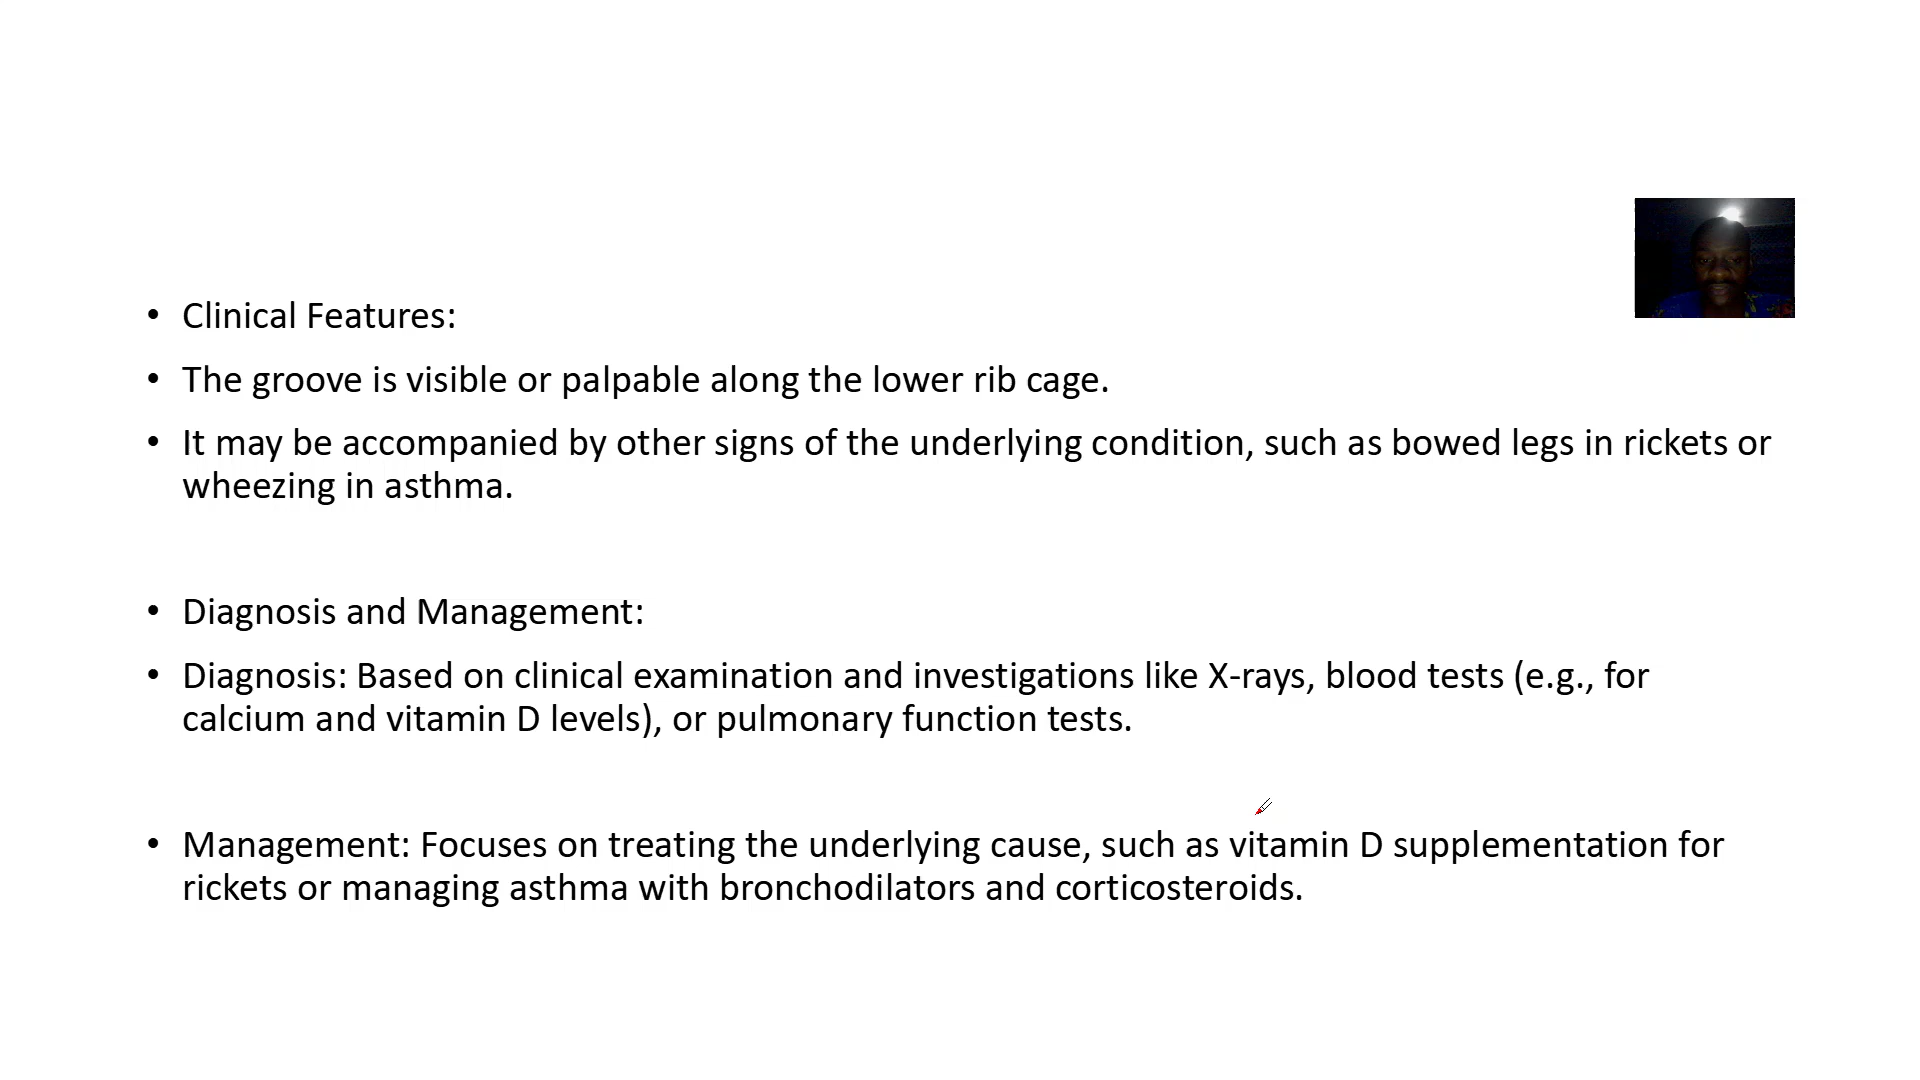 • Clinical Features:
• The groove is visible or palpable along the lower rib cage.
• It may be accompanied by other signs of the underlying condition, such as bowed legs in rickets or
wheezing in asthma.
• Diagnosis and Management:
• Diagnosis: Based on clinical examination and investigations like X-rays, blood tests (e.g., for
calcium and vitamin D levels), or pulmonary function tests.
• Management: Focuses on treating the underlying cause, such as vitamin D supplementation for
rickets or managing asthma with bronchodilators and corticosteroids.